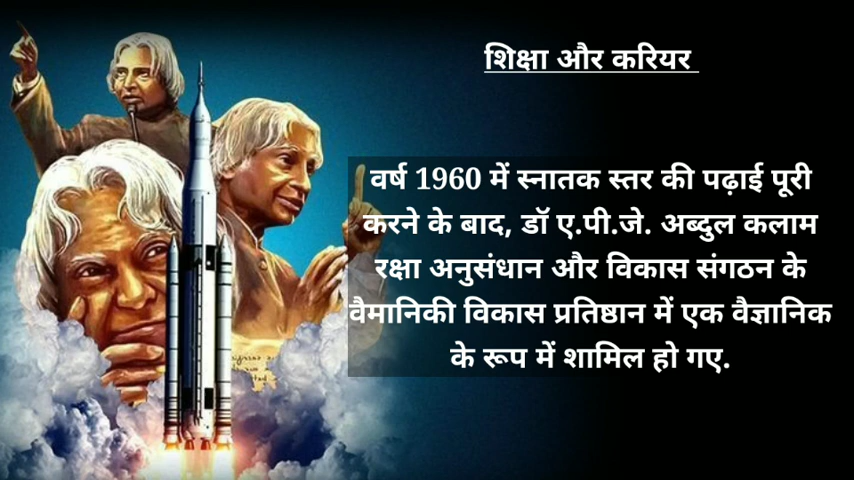 शिक्षा और करियर
वर्ष 1960 में स्नातक स्तर की पढ़ाई पूरी
करने के बाद, डॉ ए.पी.जे. अब्दुल कलाम
रक्षा अनुसंधान और विकास संगठन के
वैमानिकी विकास प्रतिष्ठान में एक वैज्ञानिक
के रूप में शामिल हो गए.